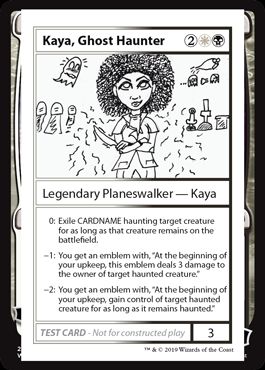 Kaya, Ghost Haunter 2
Legendary Planeswalker — Kaya
0: Exile CARDNAME haunting target creature
for as long as that creature remains on the
battlefield.
−1: You get an emblem with, "At the beginning of
your upkeep, this emblem deals 3 damage to
the owner of target haunted creature."
−2: You get an emblem with, "At the beginning of
your upkeep, gain control of target haunted
creature for as long as it remains haunted."
TEST CARD - Not for constructed play 3
™ & © 2019 Wizards of the Coast